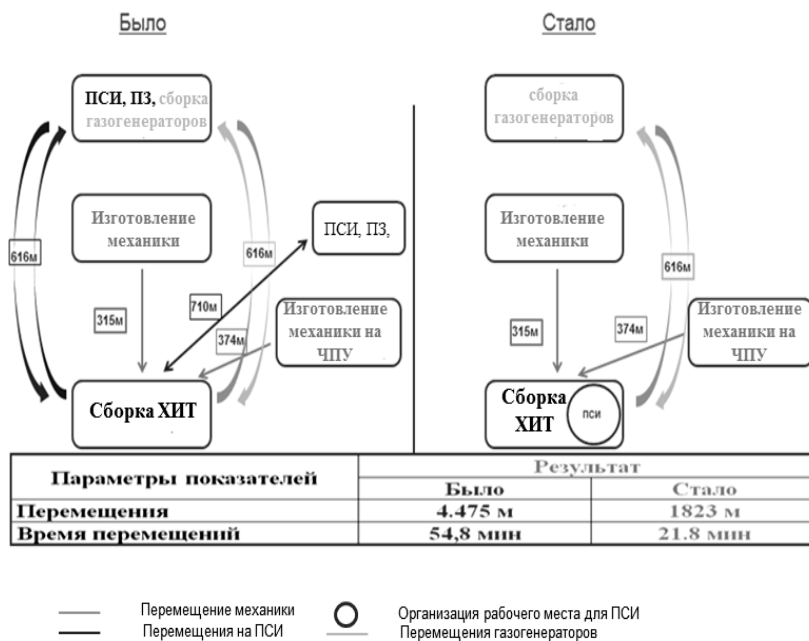 Было
Стало
ПСИ, ПЗ, сборка
газогенераторов
сборка
газогенераторов
Изготовление
механики
ПСИ, ПЗ,
Изготовление
механики
616м
616м
710м
315м
374м
Изготовление
механики на
ЧПУ
616м
315м
374м
Изготовление
механики на
ЧПУ
Сборка ХИТ
Сборка
ХИТ
пси
Параметры показателей
Результат
Было
Стало
Перемещения
4.475 м
1823 м
Время перемещений
54,8 мин
21.8 мин
Перемещение механики
Организация рабочего места для ПСИ
Перемещения на ПСИ
Перемещения газогенераторов